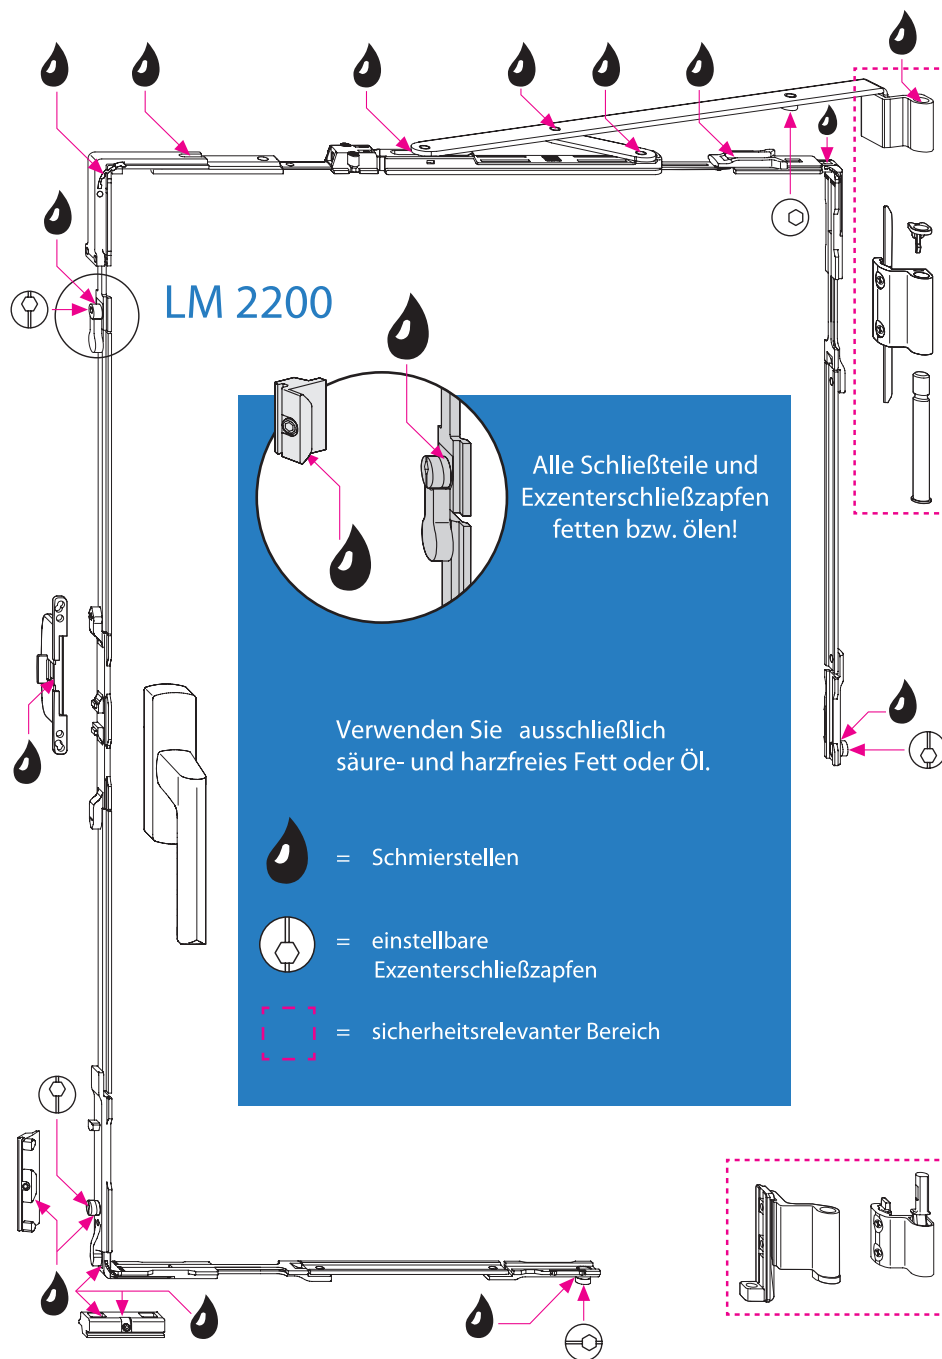 LM 2200
Alle Schließteile und
Exzenterschließzapfen
fetten bzw. ölen!
Verwenden Sie ausschließlich
säure- und harzfreies Fett oder Öl.
= Schmierstellen
= einstellbare
Exzenterschließzapfen
= sicherheitsrelevanter Bereich